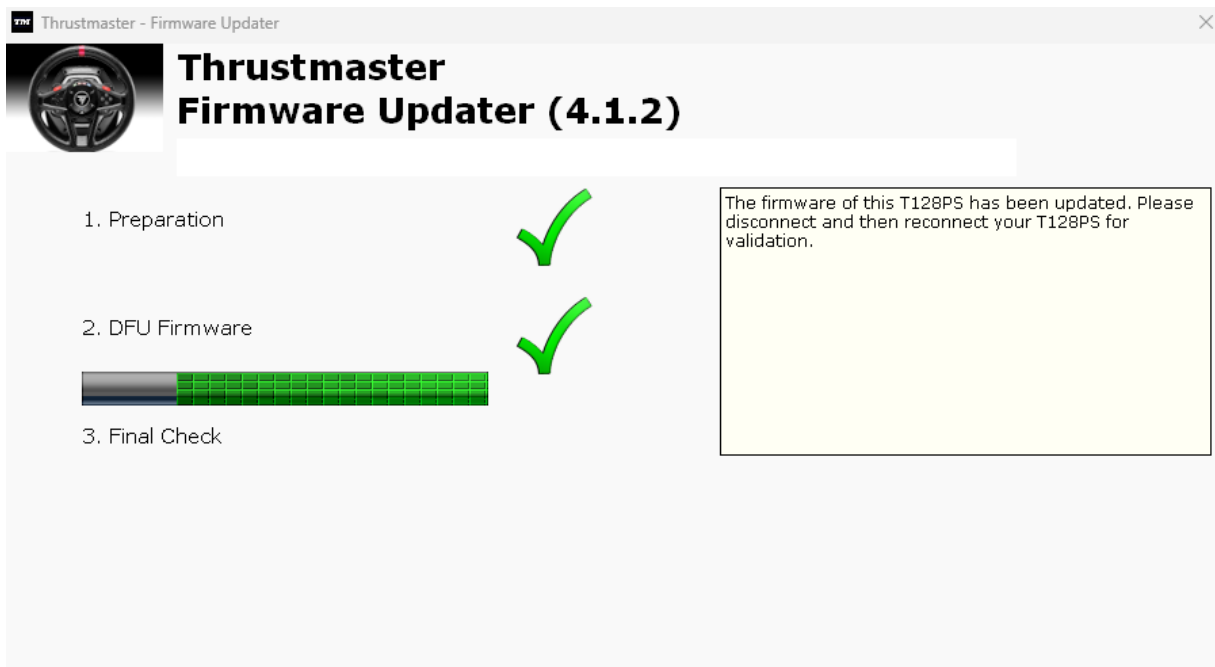 TM Thrustmaster - Firmware Updater
Thrustmaster
Firmware Updater (4.1.2)
1. Preparation
The firmware of this T128PS has been updated. Please
disconnect and then reconnect your T128PS for
validation.
2. DFU Firmware
3. Final Check